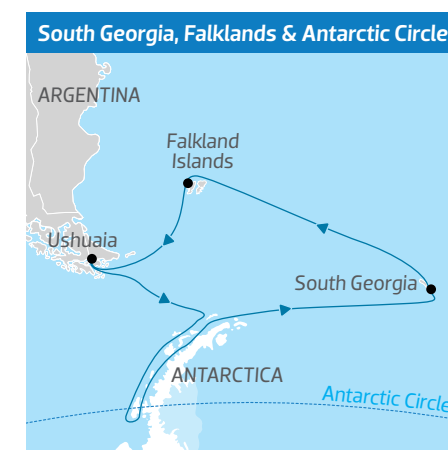 South Georgia, Falklands & Antarctic Circle
ARGENTINA
Falkland
Islands
Ushuaia
South Georgia
ANTARCTICA
Antarctic Circle